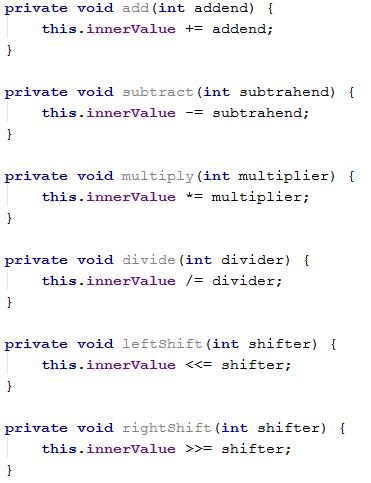 private void add(int addend) {
    this.innerValue += addend;
}
private void subtract(int subtrahend) {
    this.innerValue -= subtrahend;
}
private void multiply(int multiplier) {
    this.innerValue *= multiplier;
}
private void divide(int divider) {
    this.innerValue /= divider;
}
private void leftShift(int shifter) {
    this.innerValue <<= shifter;
}
private void rightShift(int shifter) {
    this.innerValue >>= shifter;
}